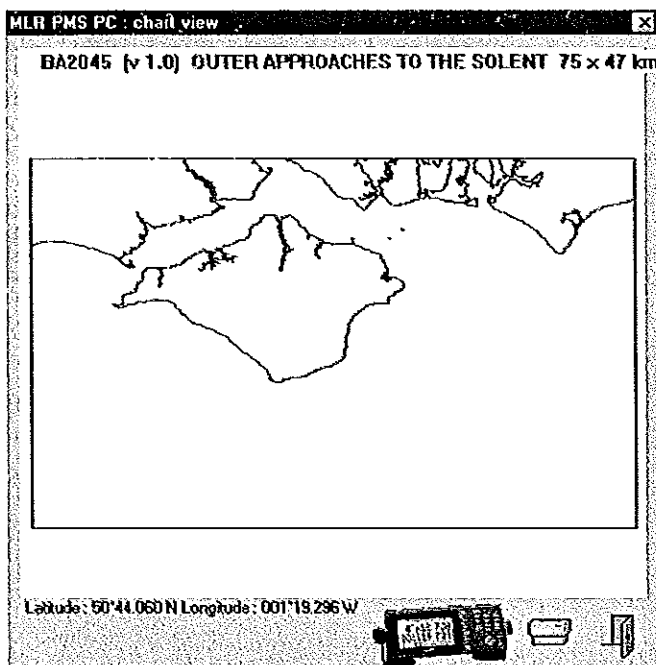 MLR PMS PC : chart view
BA2045 (v 1.0) OUTER APPROACHES TO THE SOLENT 75 x 47 km
Latitude : 50°44.060 N Longitude : 001°19.296 W